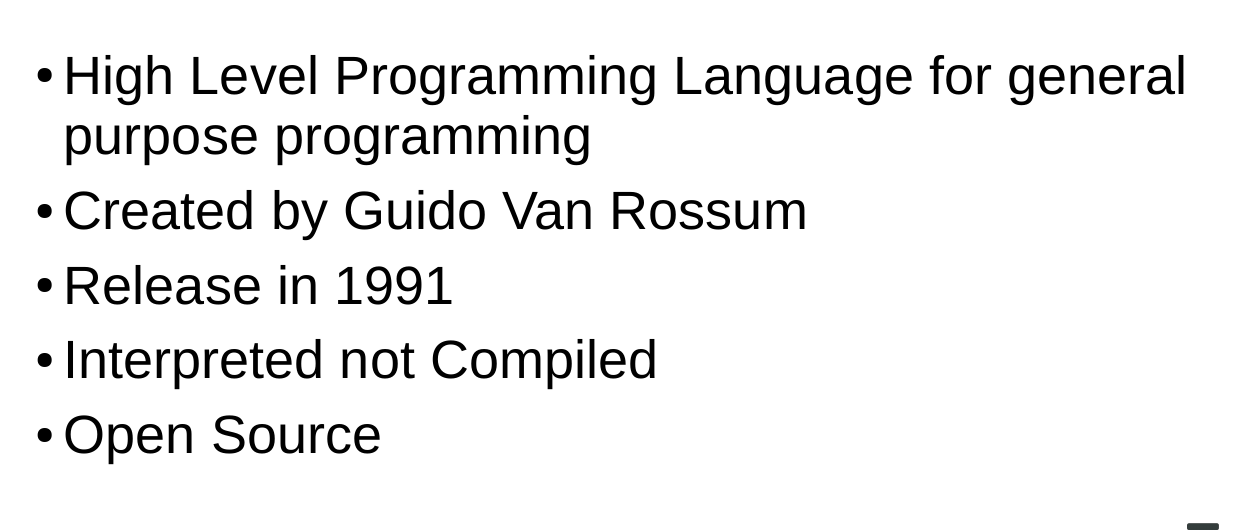 • High Level Programming Language for general
purpose programming
• Created by Guido Van Rossum
• Release in 1991
• Interpreted not Compiled
• Open Source